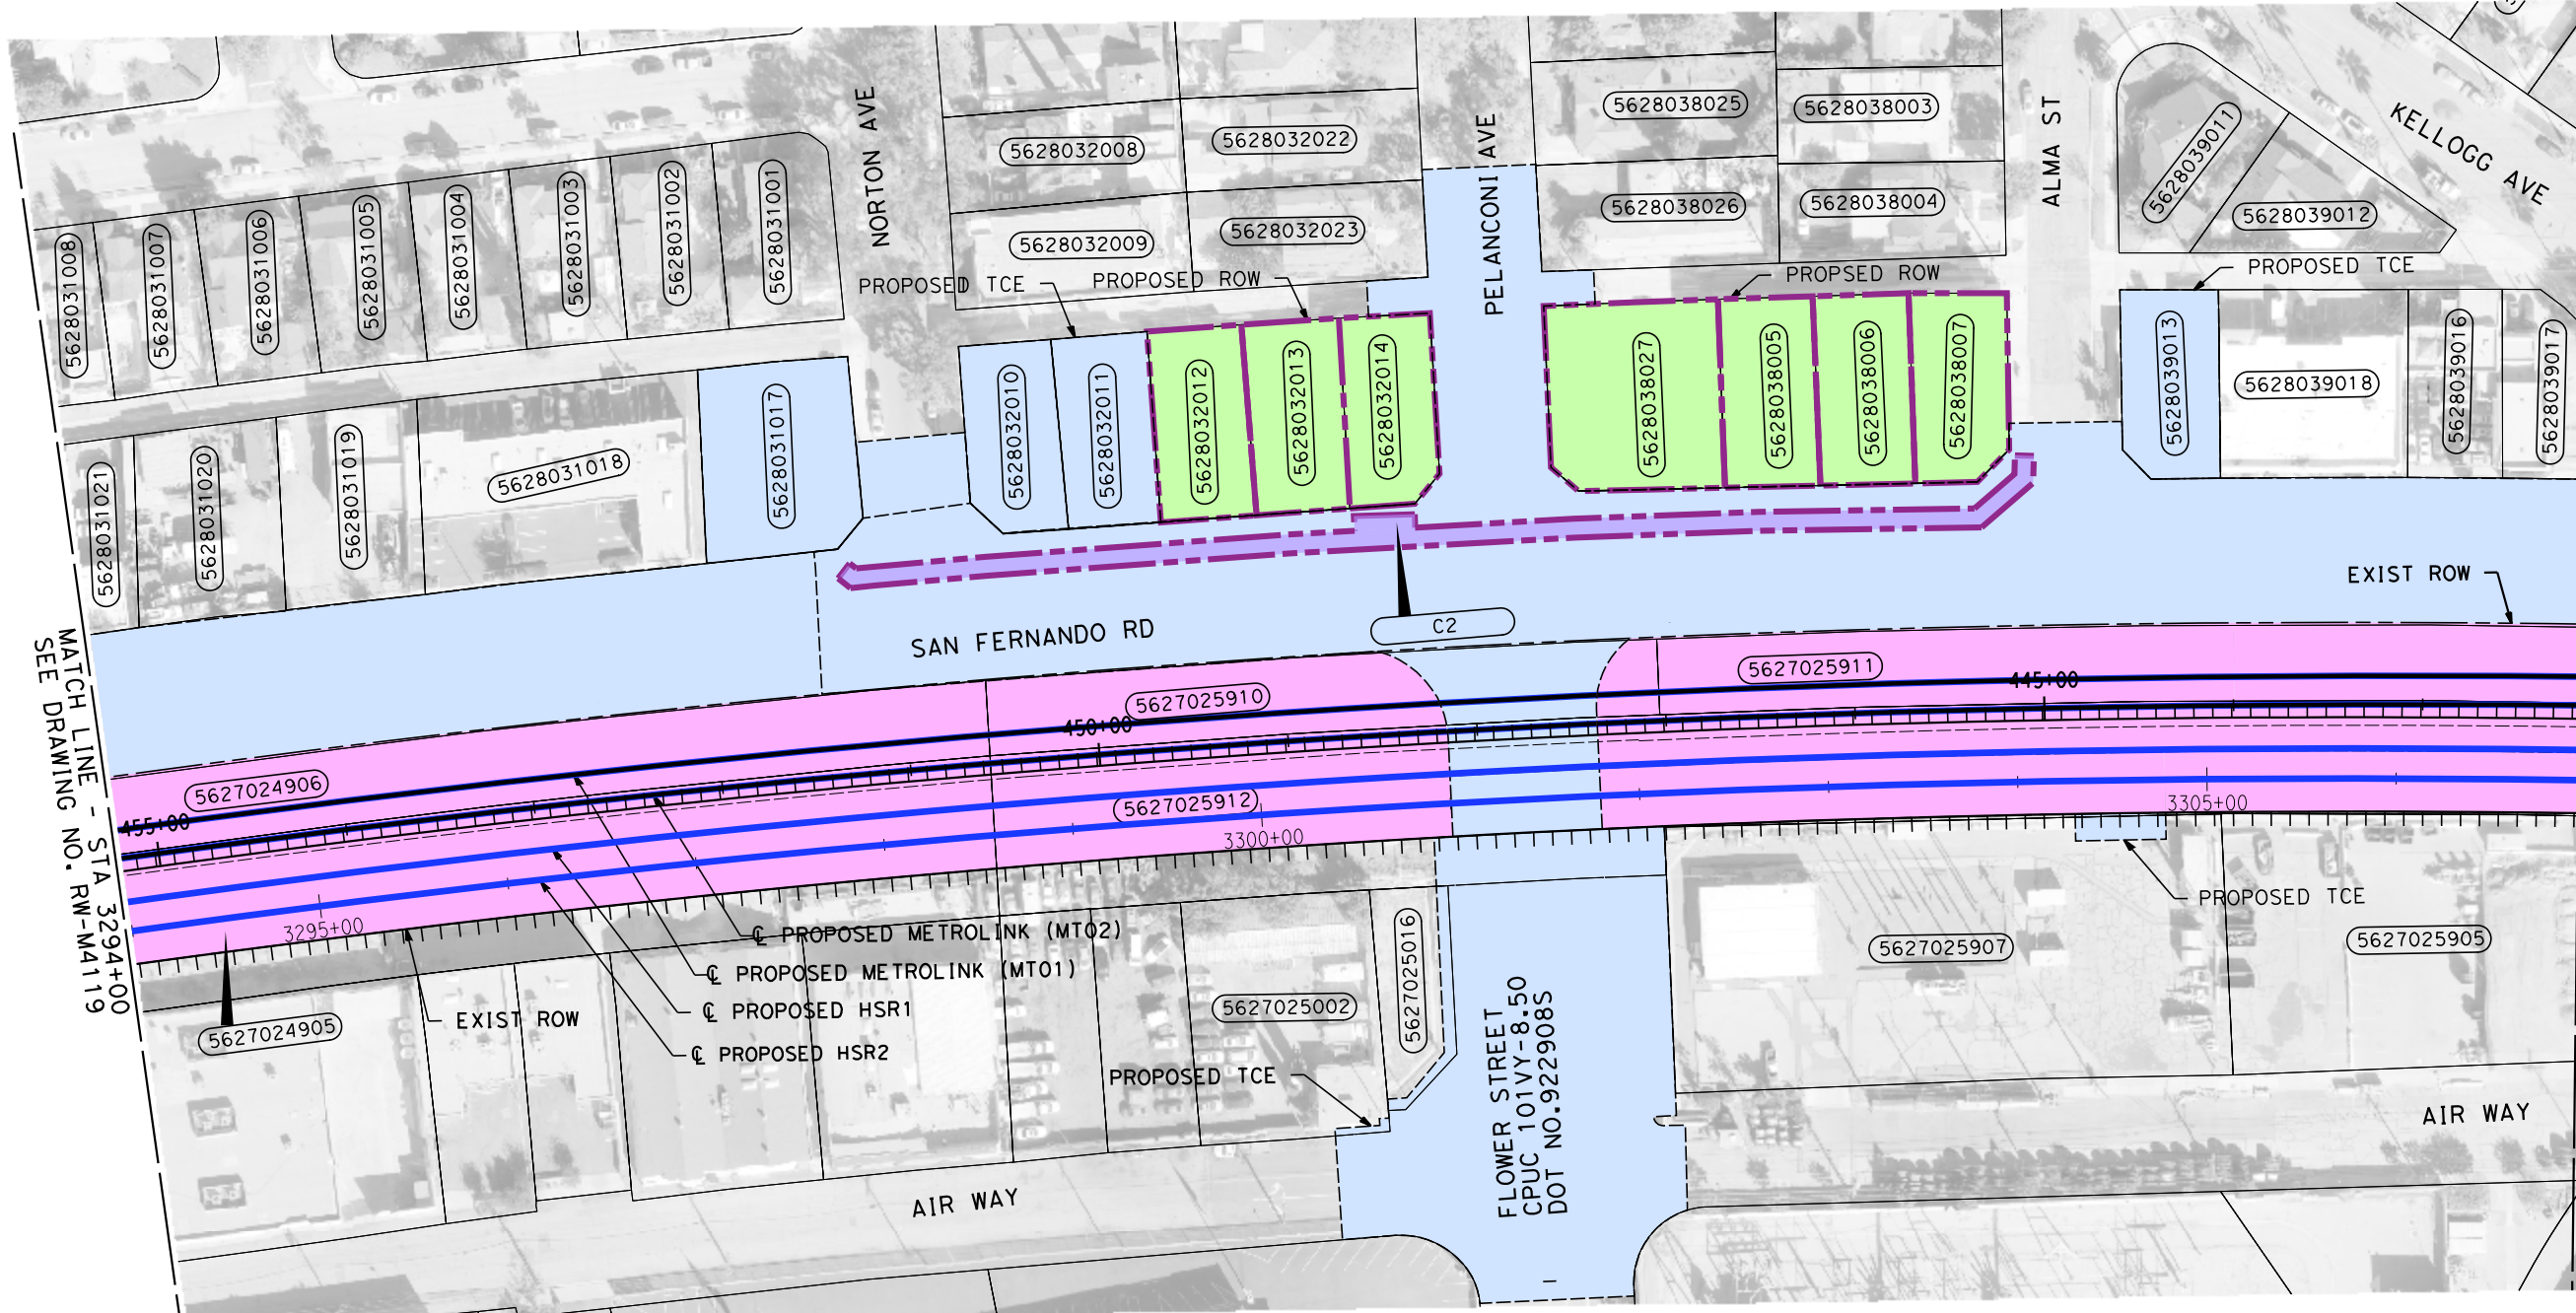 NORTON AVE
PELANCONI AVE
ALMA ST
KELLOGG AVE
5628031008
5628031007
5628031006
5628031005
5628031004
5628031003
5628031002
5628031001
5628032008
5628032022
5628032009
5628032023
5628038025
5628038003
5628038026
5628038004
5628039011
5628039012
PROPOSED TCE
PROPOSED ROW
PROPSED ROW
PROPOSED TCE
5628031021
5628031020
5628031019
5628031018
5628031017
5628032010
5628032011
5628032012
5628032013
5628032014
5628038027
5628038005
5628038006
5628038007
5628039013
5628039018
5628039016
5628039017
EXIST ROW
C2
SAN FERNANDO RD
MATCH LINE - STA 3294+00
SEE DRAWING NO. RW-M4119
5627024906
5627025910
5627025911
455+00
450+00
445+00
5627025912
3295+00
3300+00
3305+00
5627024905
EXIST ROW
℄ PROPOSED METROLINK (MT02)
℄ PROPOSED METROLINK (MT01)
℄ PROPOSED HSR1
℄ PROPOSED HSR2
5627025002
5627025016
PROPOSED TCE
FLOWER STREET
CPUC 101VY-8.50
DOT NO.922908S
5627025907
5627025905
PROPOSED TCE
AIR WAY
AIR WAY